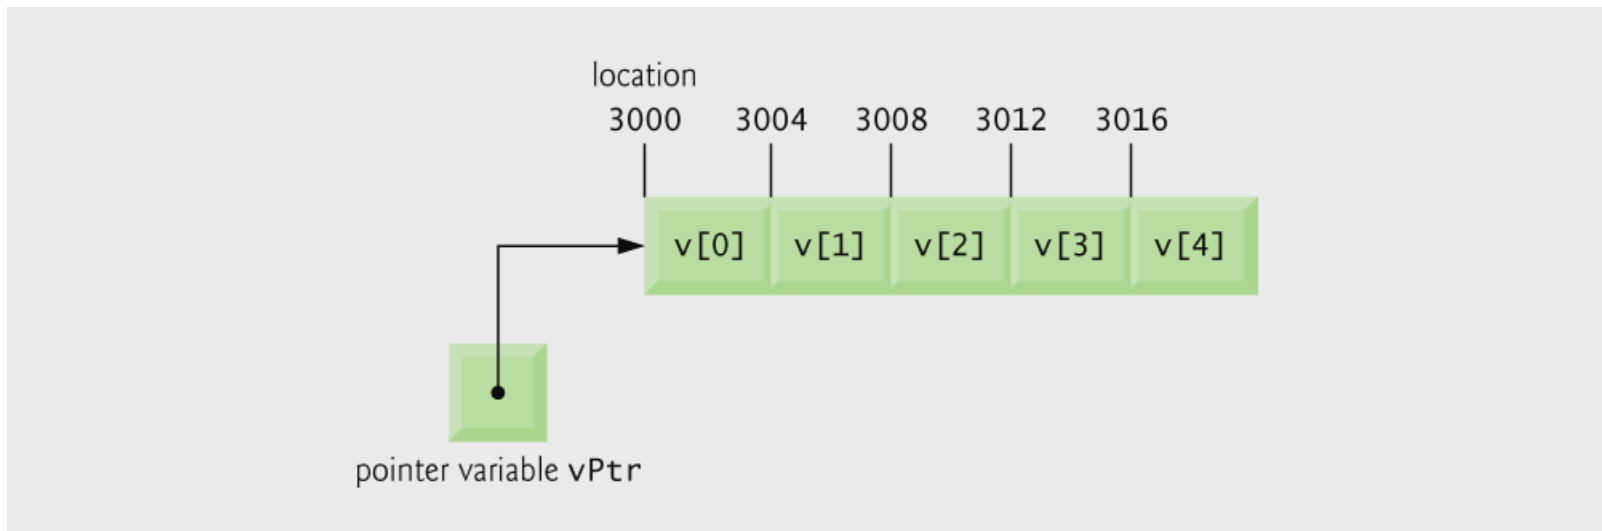 location
3000 3004 3008 3012 3016
v[0] v[1] v[2] v[3] v[4]
pointer variable vPtr